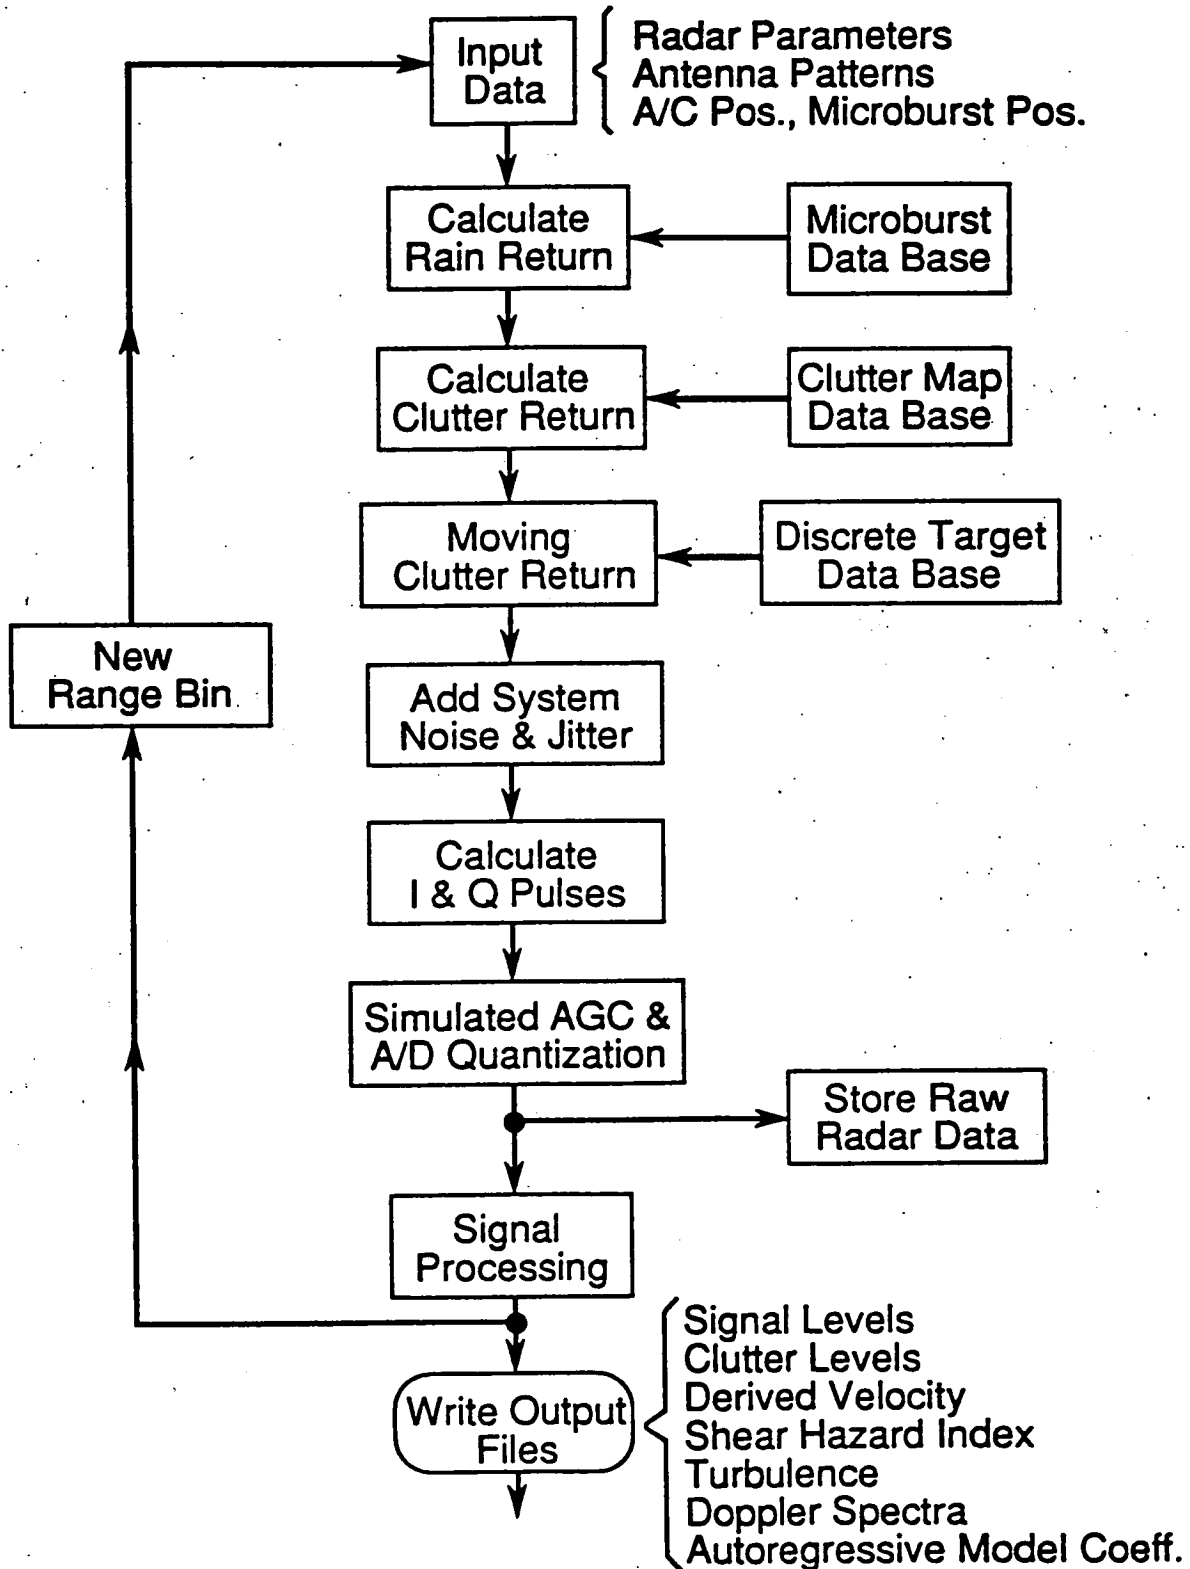 Input
Data
Radar Parameters
Antenna Patterns
A/C Pos., Microburst Pos.
Calculate
Rain Return
Microburst
Data Base
Calculate
Clutter Return
Clutter Map
Data Base
Moving
Clutter Return
Discrete Target
Data Base
New
Range Bin
Add System
Noise & Jitter
Calculate
I & Q Pulses
Simulated AGC &
A/D Quantization
Store Raw
Radar Data
Signal
Processing
Write Output
Files
Signal Levels
Clutter Levels
Derived Velocity
Shear Hazard Index
Turbulence
Doppler Spectra
Autoregressive Model Coeff.